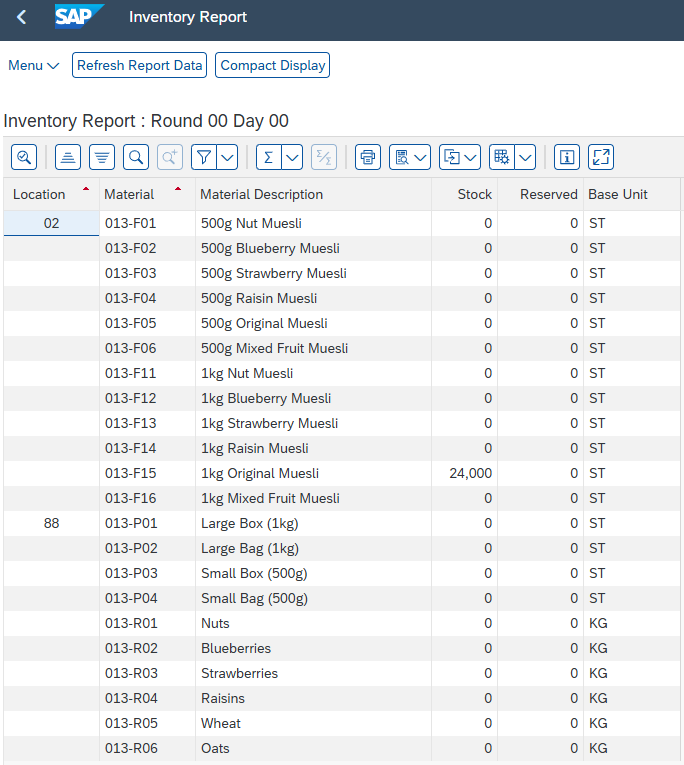 SAP Inventory Report
Menu Refresh Report Data Compact Display
Inventory Report : Round 00 Day 00
Location Material Material Description Stock Reserved Base Unit
02 013-F01 500g Nut Muesli 0 0 ST
013-F02 500g Blueberry Muesli 0 0 ST
013-F03 500g Strawberry Muesli 0 0 ST
013-F04 500g Raisin Muesli 0 0 ST
013-F05 500g Original Muesli 0 0 ST
013-F06 500g Mixed Fruit Muesli 0 0 ST
013-F11 1kg Nut Muesli 0 0 ST
013-F12 1kg Blueberry Muesli 0 0 ST
013-F13 1kg Strawberry Muesli 0 0 ST
013-F14 1kg Raisin Muesli 0 0 ST
013-F15 1kg Original Muesli 24,000 0 ST
013-F16 1kg Mixed Fruit Muesli 0 0 ST
88 013-P01 Large Box (1kg) 0 0 ST
013-P02 Large Bag (1kg) 0 0 ST
013-P03 Small Box (500g) 0 0 ST
013-P04 Small Bag (500g) 0 0 ST
013-R01 Nuts 0 0 KG
013-R02 Blueberries 0 0 KG
013-R03 Strawberries 0 0 KG
013-R04 Raisins 0 0 KG
013-R05 Wheat 0 0 KG
013-R06 Oats 0 0 KG